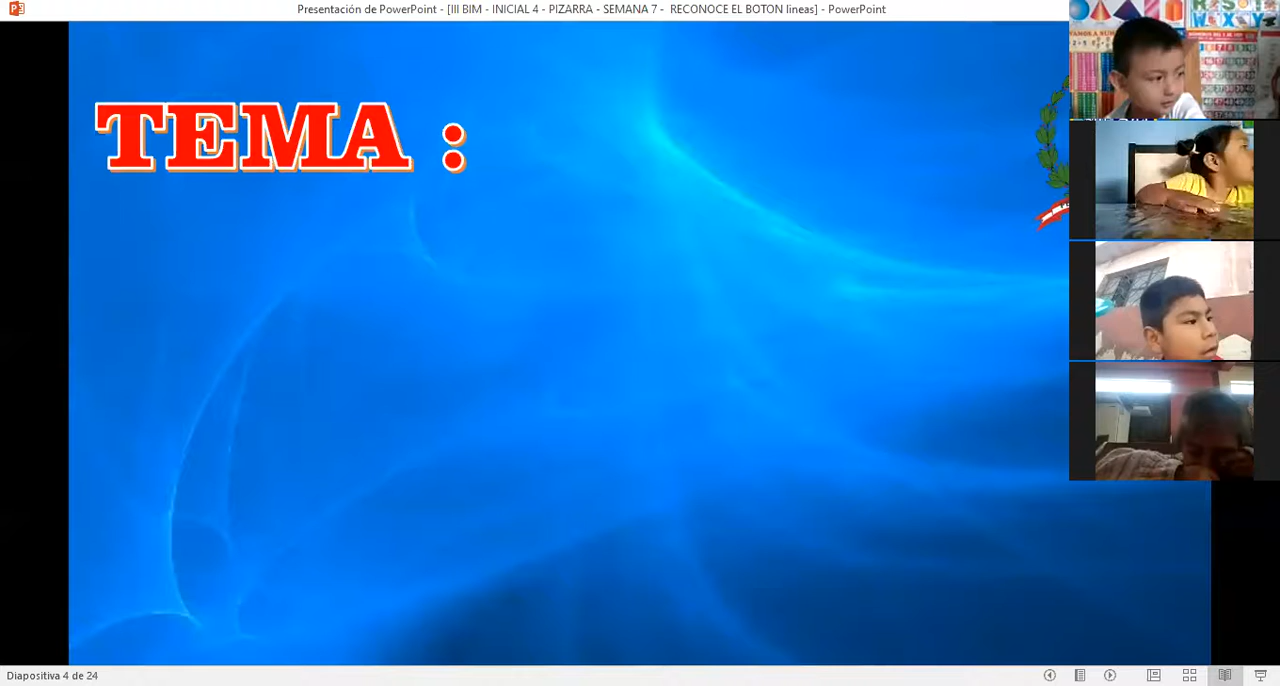 Presentación de PowerPoint - [III BIM - INICIAL 4 - PIZARRA - SEMANA 7 - RECONOCE EL BOTON lineas] - PowerPoint
TEMA :
Diapositiva 4 de 24